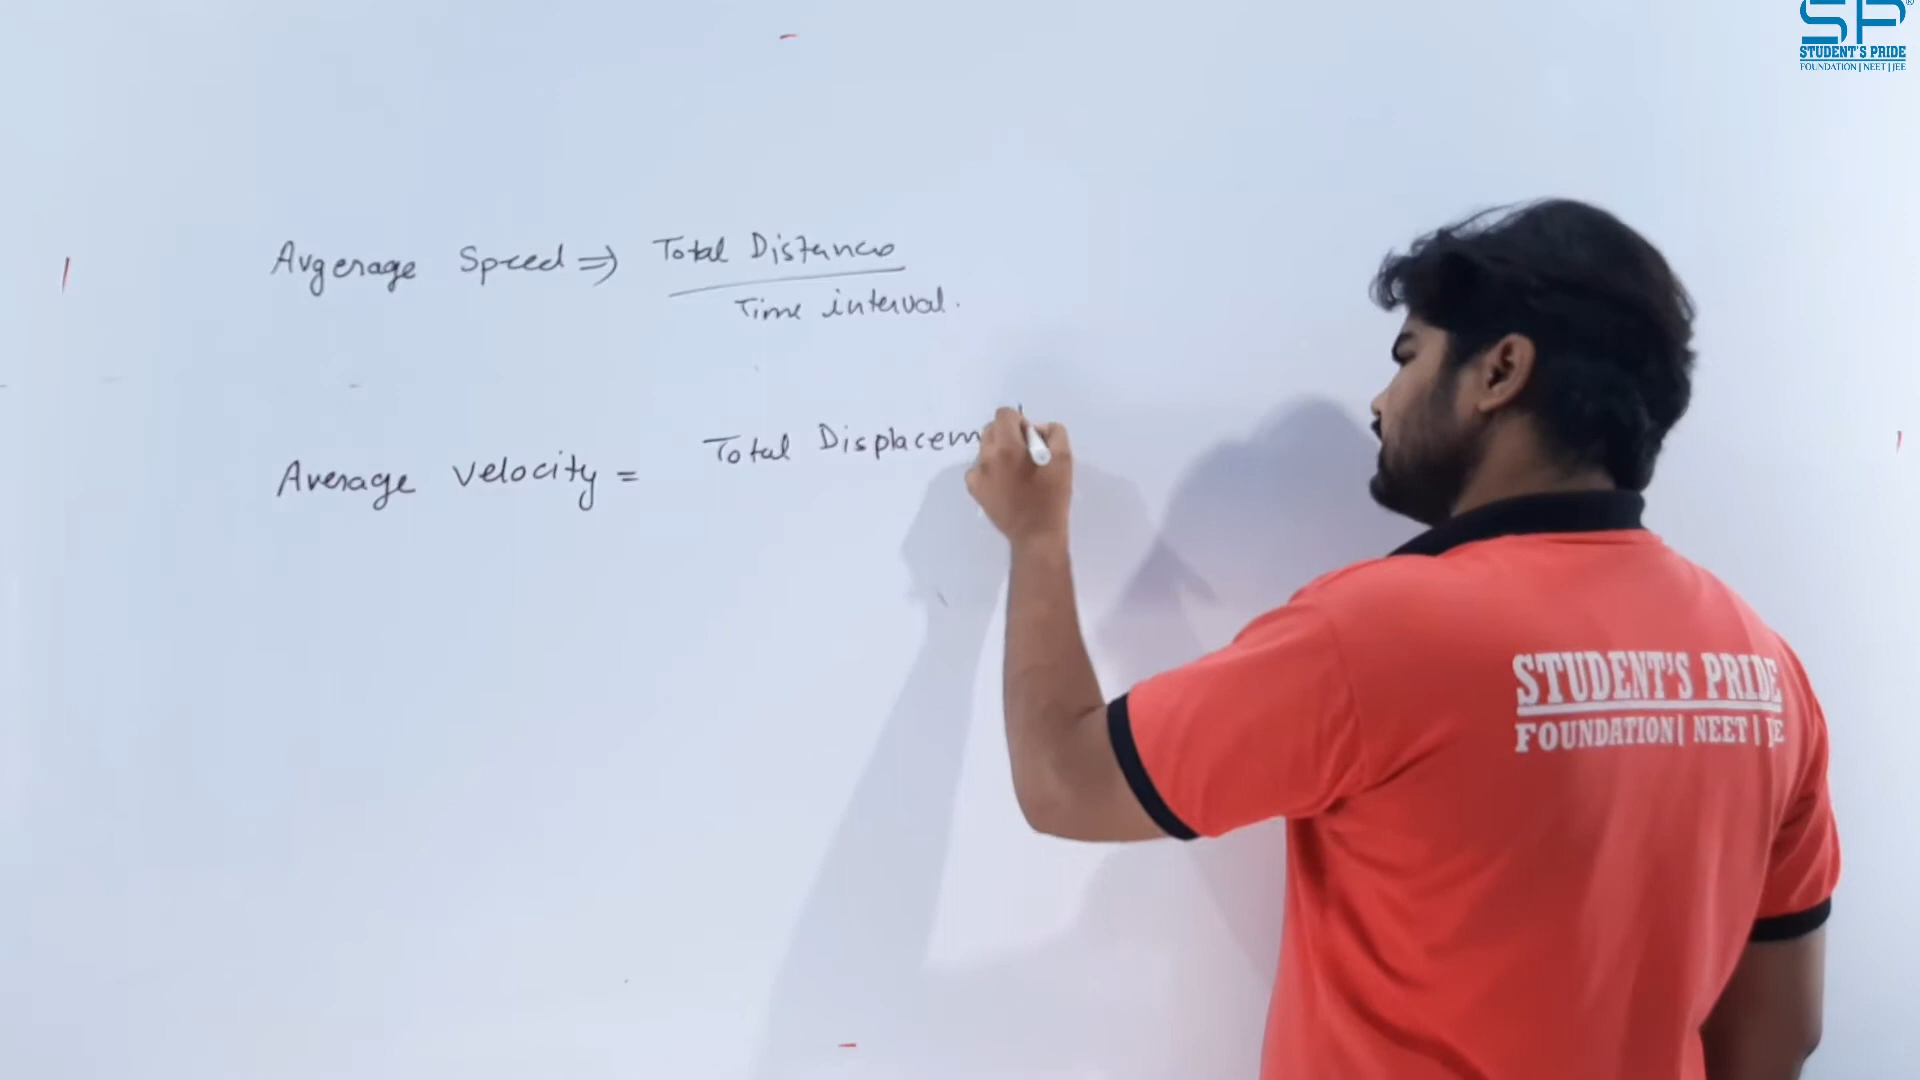 SP®
STUDENT'S PRIDE
FOUNDATION | NEET | JEE
Avgerage Speed ⇒ Total Distance
Time interval.
Average velocity = Total Displacem
STUDENT'S PRIDE
FOUNDATION | NEET | JEE